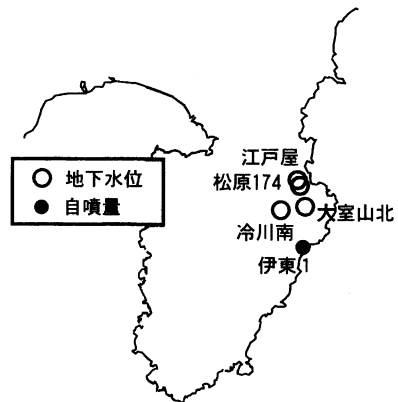 江戸屋
松原174
地下水位
自噴量
大室山北
冷川南
伊東1